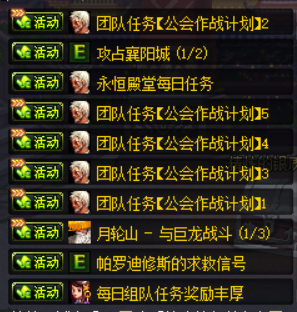 活动 团队任务【公会作战计划】2
活动 E 攻占襄阳城 (1/2)
活动 永恒殿堂每日任务
活动 团队任务【公会作战计划】5
活动 团队任务【公会作战计划】4
活动 团队任务【公会作战计划】3
活动 团队任务【公会作战计划】1
活动 月轮山 - 与巨龙战斗 (1/3)
活动 E 帕罗迪修斯的求救信号
活动 每日组队任务奖励丰厚